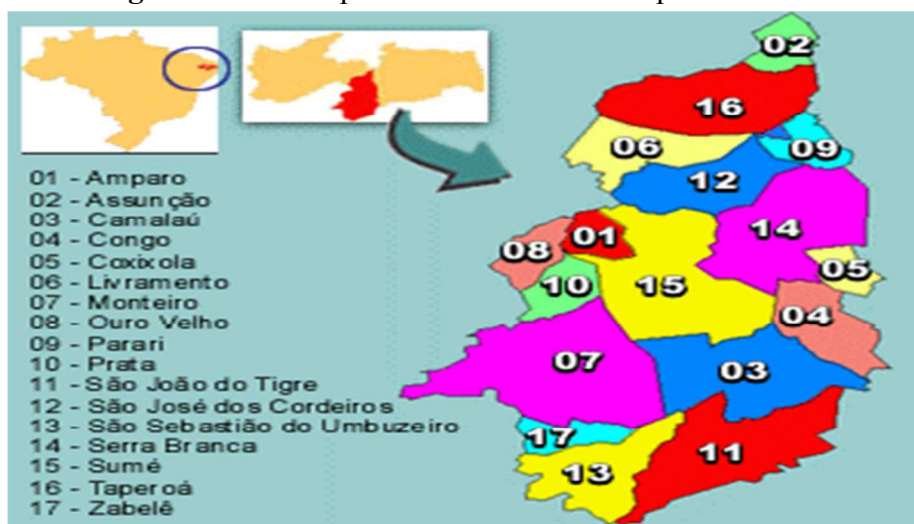 01 - Amparo
02 - Assunção
03 - Camalaú
04 - Congo
05 - Coxixola
06 - Livramento
07 - Monteiro
08 - Ouro Velho
09 - Parari
10 - Prata
11 - São João do Tigre
12 - São José dos Cordeiros
13 - São Sebastião do Umbuzeiro
14 - Serra Branca
15 - Sumé
16 - Taperoá
17 - Zabelê
02
16
06
09
12
01
14
08
05
10
15
04
07
03
17
11
13